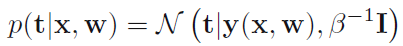 p(t|x, w) = 𝒩 (t|y(x, w), β⁻¹I)